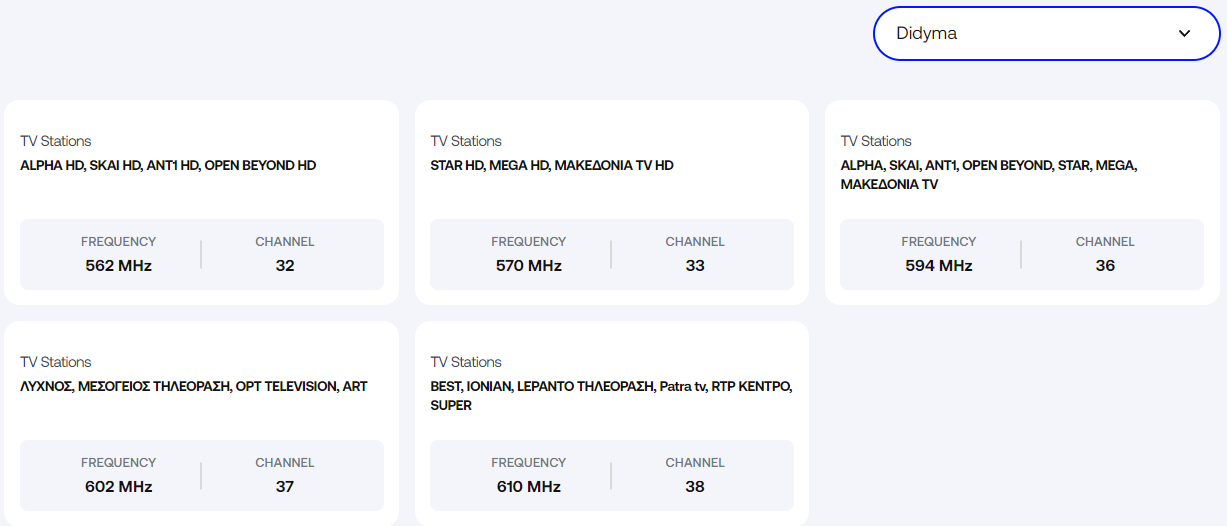 Didyma
TV Stations
ALPHA HD, SKAI HD, ANT1 HD, OPEN BEYOND HD
FREQUENCY
562 MHz
CHANNEL
32
TV Stations
STAR HD, MEGA HD, ΜΑΚΕΔΟΝΙΑ TV HD
FREQUENCY
570 MHz
CHANNEL
33
TV Stations
ALPHA, SKAI, ANT1, OPEN BEYOND, STAR, MEGA,
ΜΑΚΕΔΟΝΙΑ TV
FREQUENCY
594 MHz
CHANNEL
36
TV Stations
ΛΥΧΝΟΣ, ΜΕΣΟΓΕΙΟΣ ΤΗΛΕΟΡΑΣΗ, ΟΡΤ TELEVISION, ART
FREQUENCY
602 MHz
CHANNEL
37
TV Stations
BEST, IONIAN, LEPANTO ΤΗΛΕΟΡΑΣΗ, Patra tv, RTP ΚΕΝΤΡΟ,
SUPER
FREQUENCY
610 MHz
CHANNEL
38